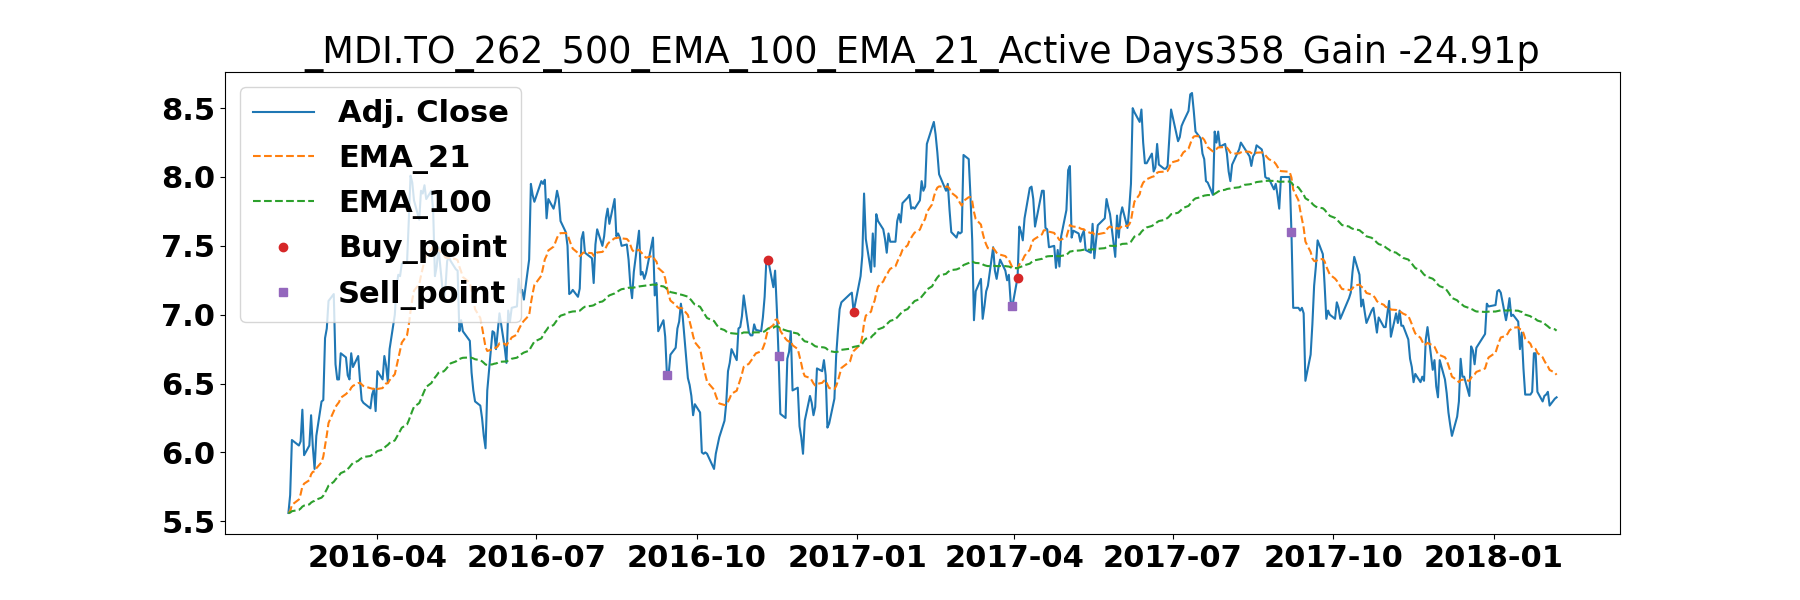 _MDI.TO_262_500_EMA_100_EMA_21_Active Days358_Gain -24.91p
8.5
8.0
7.5
7.0
6.5
6.0
5.5
Adj. Close
EMA_21
EMA_100
Buy_point
Sell_point
2016-04 2016-07 2016-10 2017-01 2017-04 2017-07 2017-10 2018-01